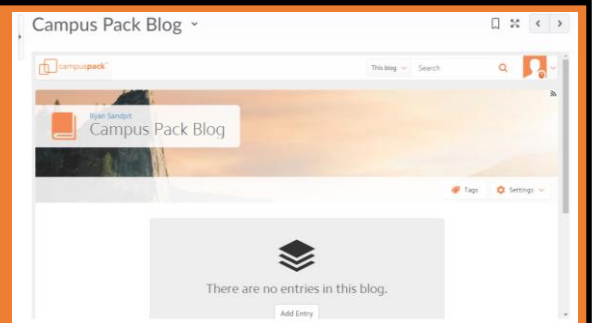 Campus Pack Blog
campuspack
This blog
Search
Ryan Sandpit
Campus Pack Blog
Tags
Settings
There are no entries in this blog.
Add Entry